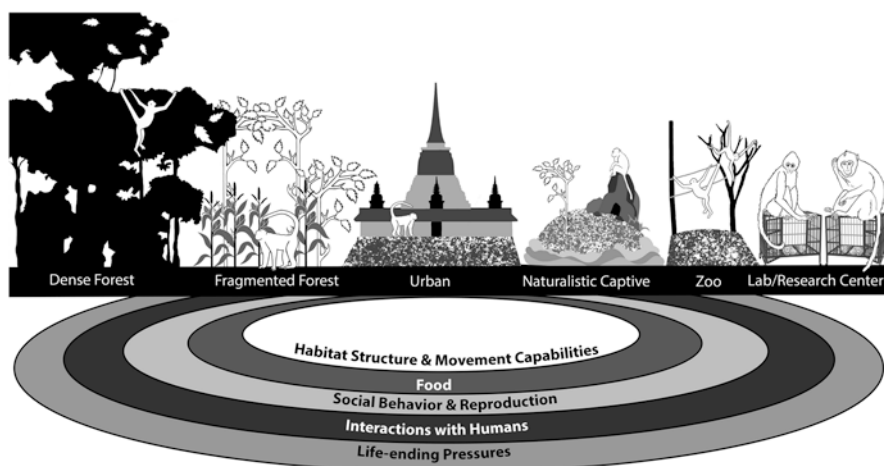 Dense Forest Fragmented Forest Urban Naturalistic Captive Zoo Lab/Research Center
Habitat Structure & Movement Capabilities
Food
Social Behavior & Reproduction
Interactions with Humans
Life-ending Pressures